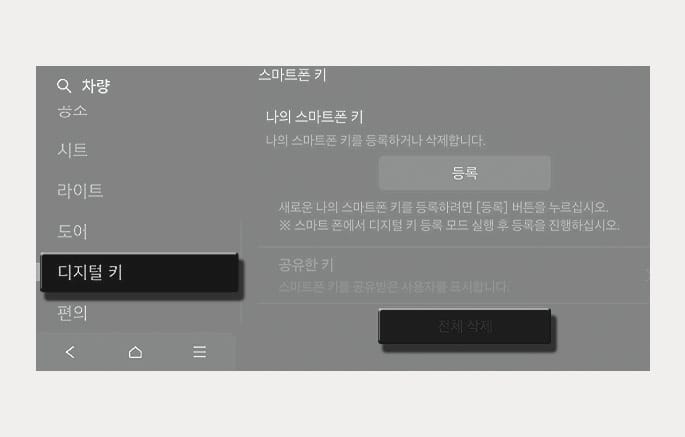 차량
공조
시트
라이트
도어
디지털 키
편의
스마트폰 키
나의 스마트폰 키
나의 스마트폰 키를 등록하거나 삭제합니다.
등록
새로운 나의 스마트폰 키를 등록하려면 [등록] 버튼을 누르십시오.
※ 스마트 폰에서 디지털 키 등록 모드 실행 후 등록을 진행하십시오.
공유한 키
스마트폰 키를 공유받은 사용자를 표시합니다.
전체 삭제